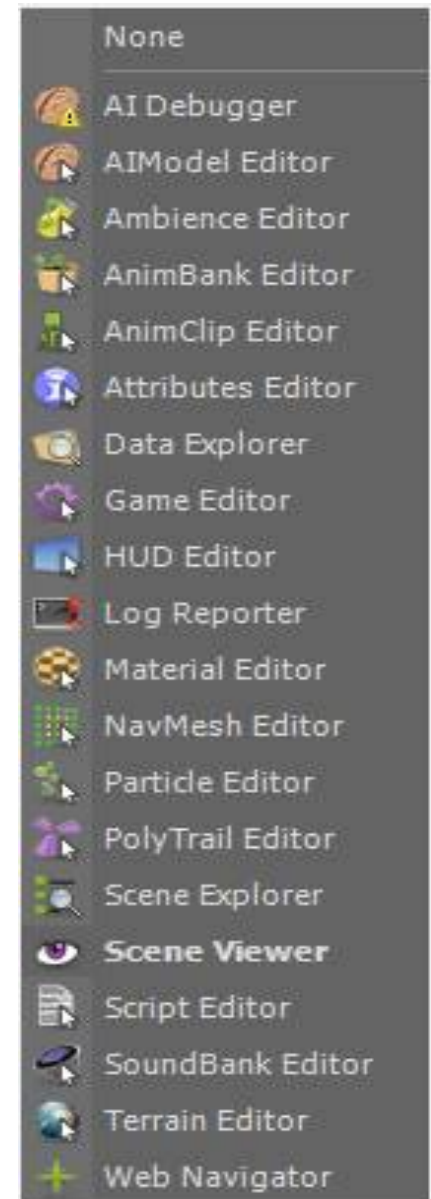 None
AI Debugger
AIModel Editor
Ambience Editor
AnimBank Editor
AnimClip Editor
Attributes Editor
Data Explorer
Game Editor
HUD Editor
Log Reporter
Material Editor
NavMesh Editor
Particle Editor
PolyTrail Editor
Scene Explorer
Scene Viewer
Script Editor
SoundBank Editor
Terrain Editor
Web Navigator